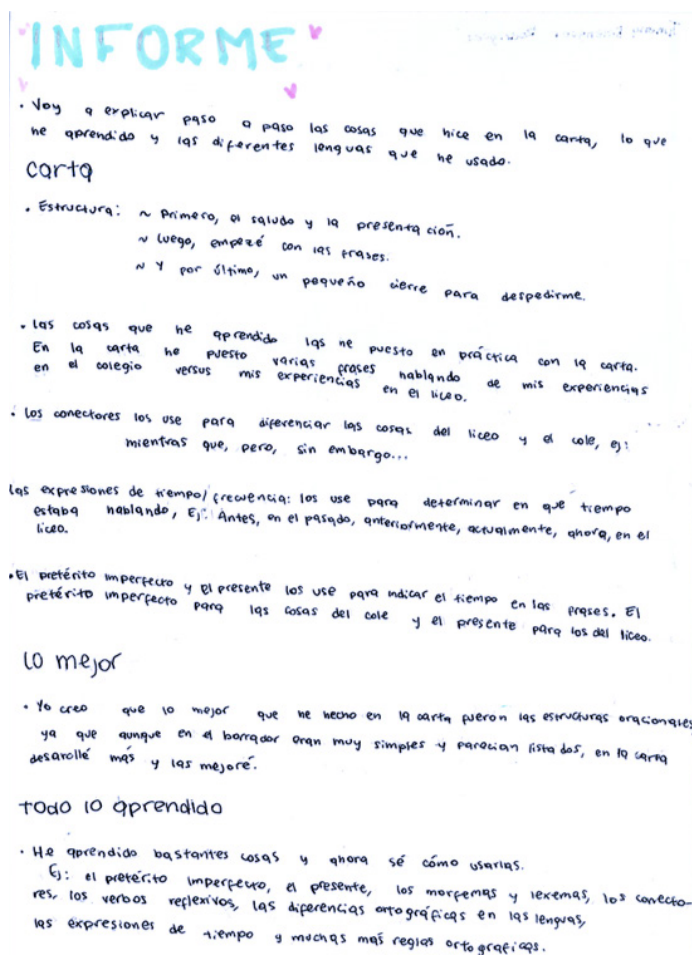 INFORME
• Voy a explicar paso a paso las cosas que hice en la carta, lo que
he aprendido y las diferentes lenguas que he usado.
carta
• Estructura: ~ Primero, el saludo y la presentación.
~ Luego, empezé con las frases.
~ Y por último, un pequeño cierre para despedirme.
• Las cosas que he aprendido las he puesto en práctica con la carta.
En la carta he puesto varias frases hablando de mis experiencias
en el colegio versus mis experiencias en el liceo.
• Los conectores los use para diferenciar las cosas del liceo y el cole, ej:
mientras que, pero, sin embargo...
Las expresiones de tiempo/frecuencia: los use para determinar en que tiempo
estaba hablando, Ej: Antes, en el pasado, anteriormente, actualmente, ahora, en el
liceo.
• El pretérito imperfecto y el presente los use para indicar el tiempo en las frases. El
pretérito imperfecto para las cosas del cole y el presente para los del liceo.
Lo mejor
• Yo creo que lo mejor que he hecho en la carta fueron las estructuras oracionales
ya que aunque en el borrador eran muy simples y parecian listados, en la carta
desarollé más y las mejoré.
Todo lo aprendido
• He aprendido bastantes cosas y ahora sé cómo usarlas.
Ej: el pretérito imperfecto, el presente, los morfemas y lexemas, los conecto-
res, los verbos reflexivos, las diferencias ortográficas en las lenguas,
las expresiones de tiempo y muchas más reglas ortograficas.